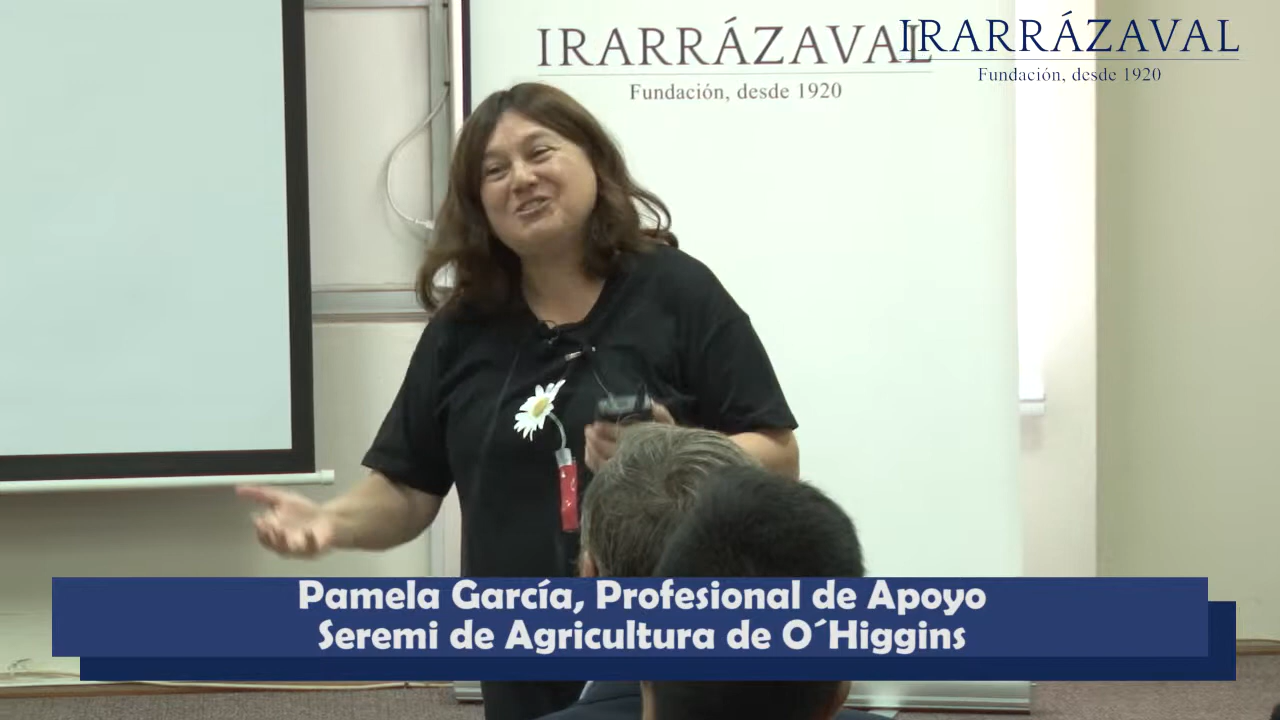 IRARRÁZAVAL
Fundación, desde 1920
IRARRÁZAVAL
Fundación, desde 1920
Pamela García, Profesional de Apoyo
Seremi de Agricultura de O´Higgins